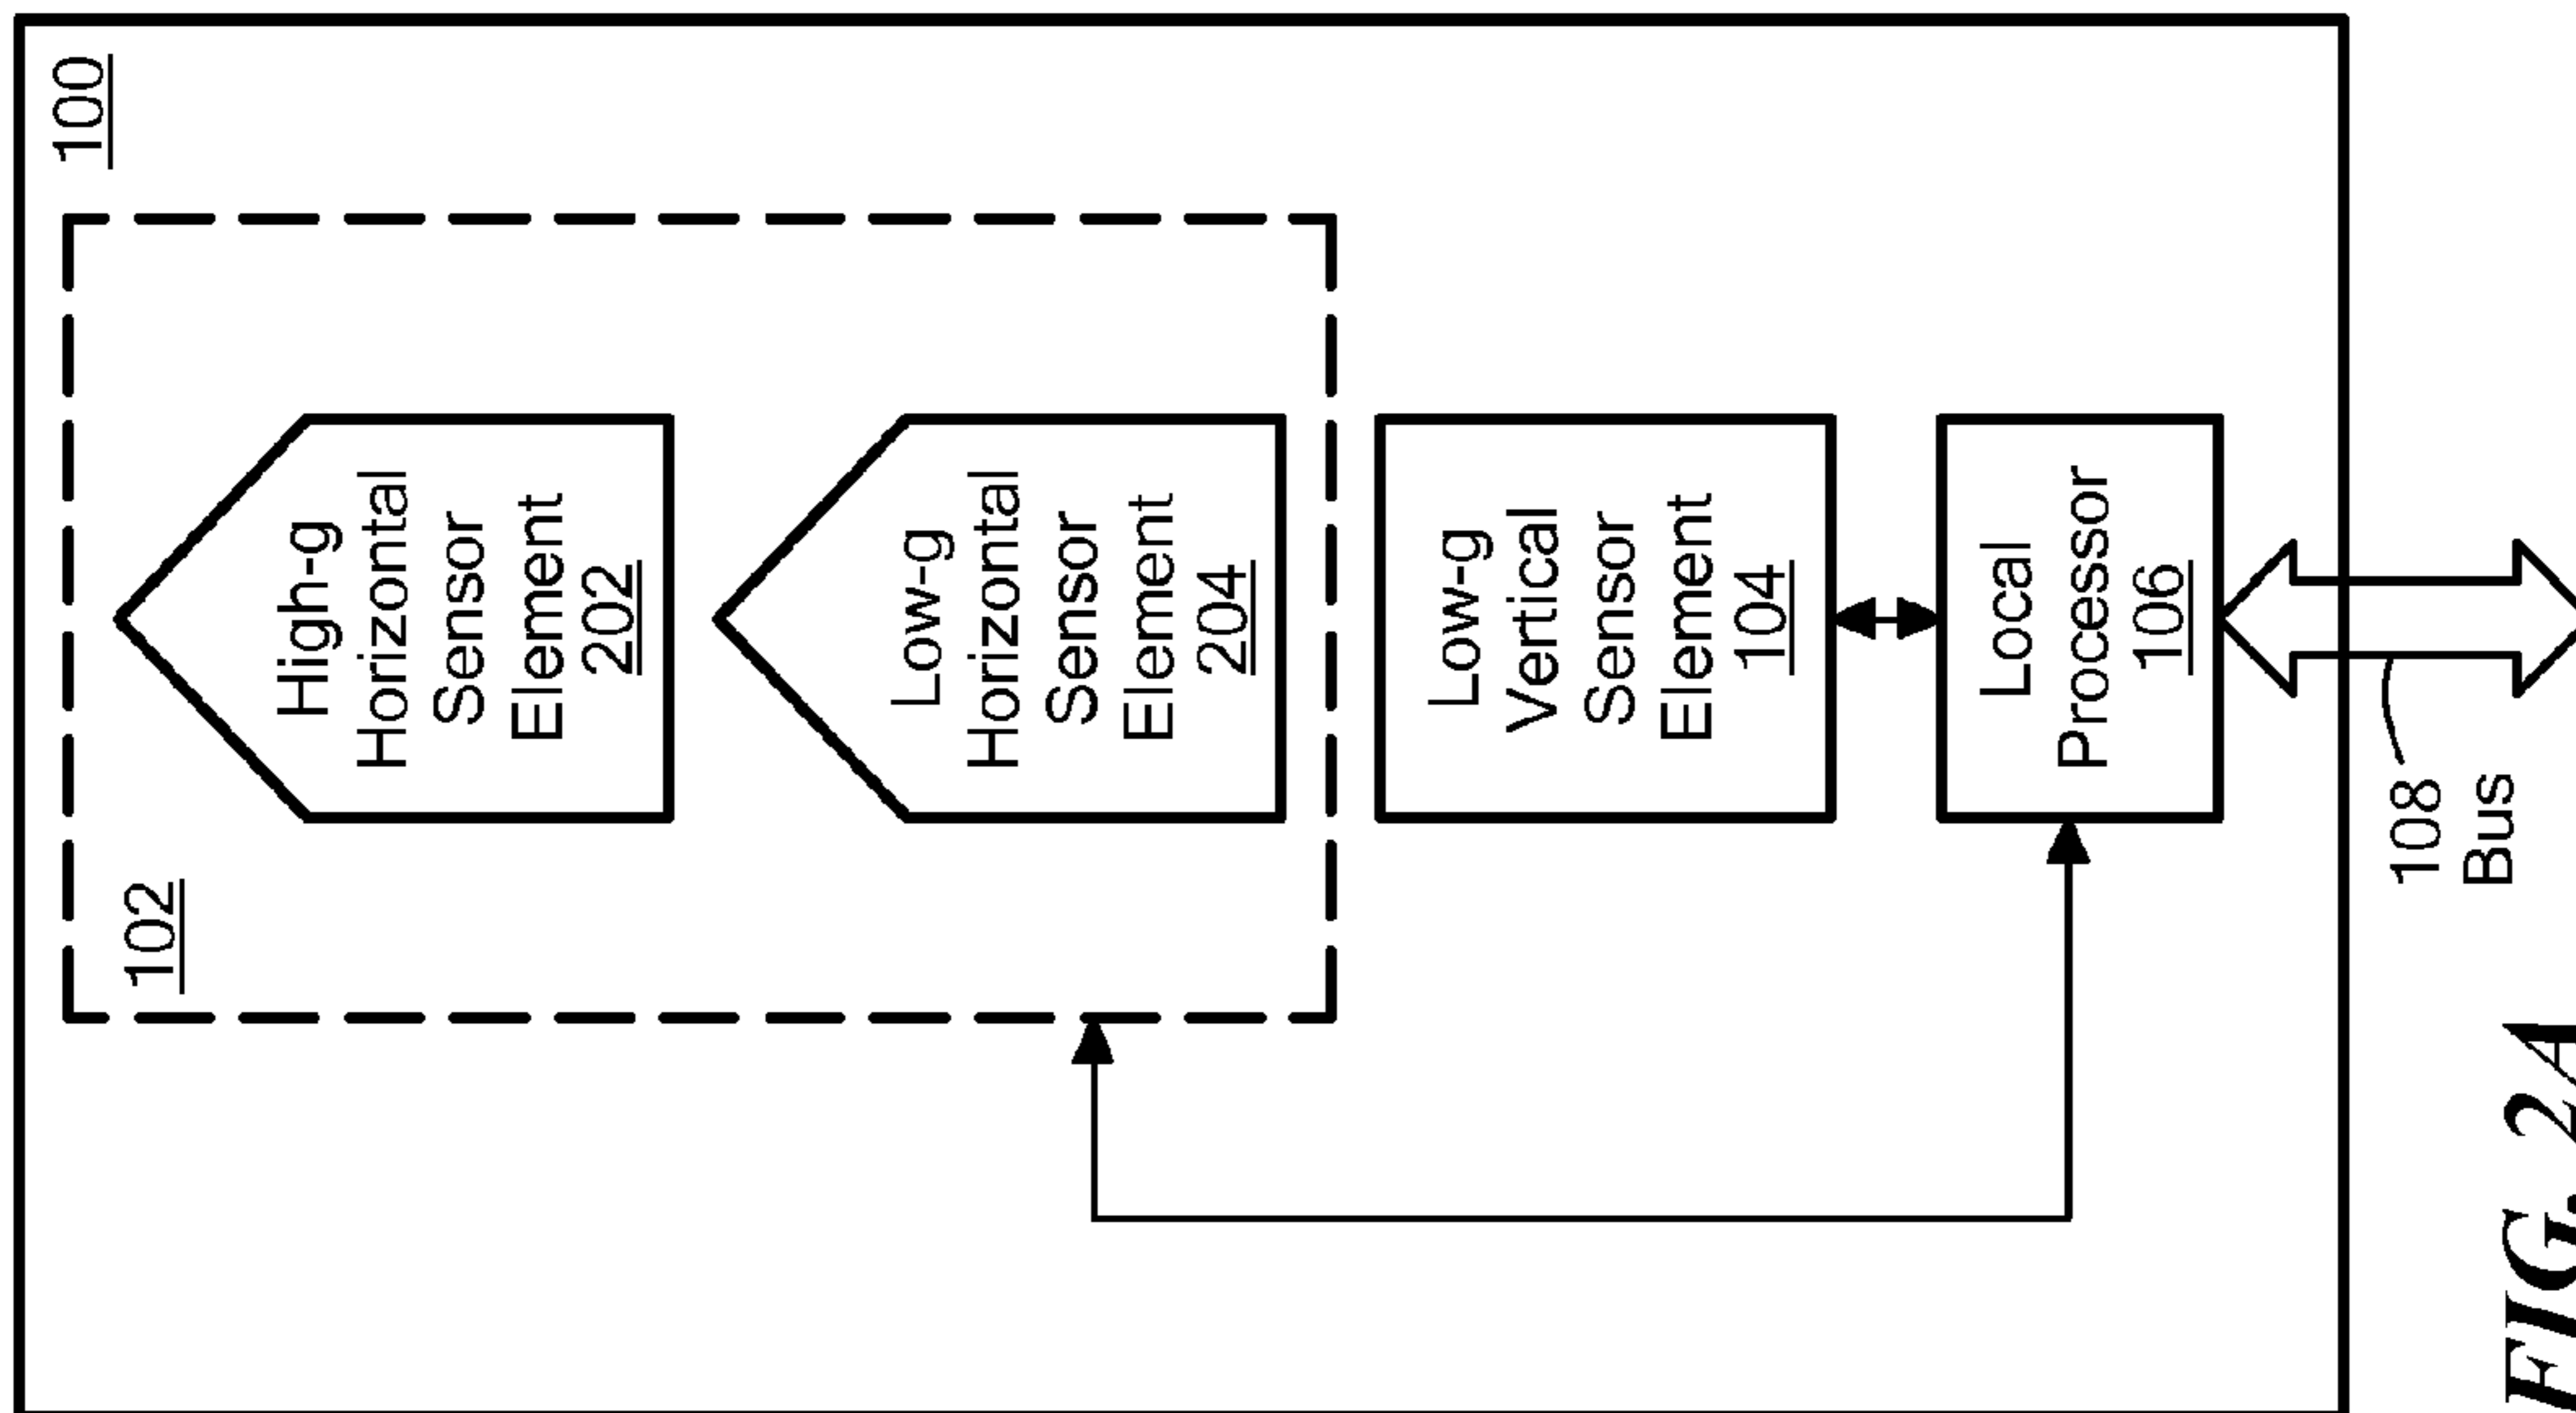 100
102
High-g
Horizontal
Sensor
Element
202
Low-g
Horizontal
Sensor
Element
204
Low-g
Vertical
Sensor
Element
104
Local
Processor
106
108
Bus
FIG. 2A